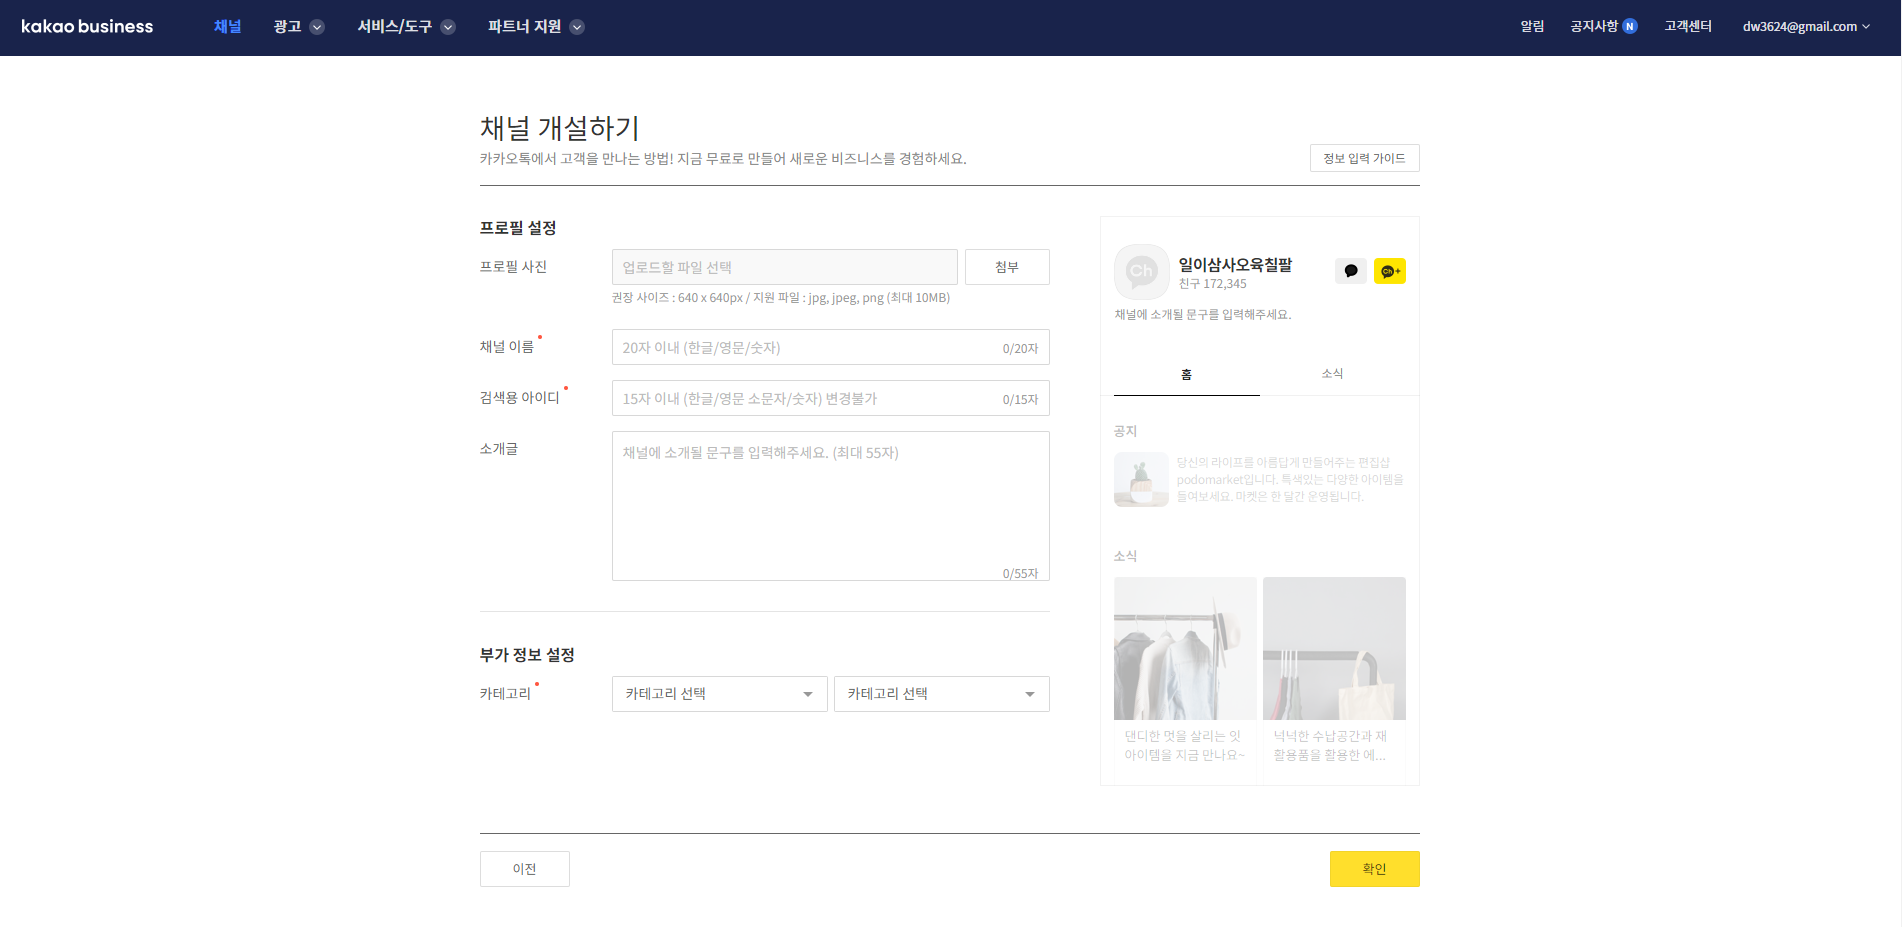 kakao business
채널
광고
서비스/도구
파트너 지원
알림
공지사항 N
고객센터
dw3624@gmail.com
채널 개설하기
카카오톡에서 고객을 만나는 방법! 지금 무료로 만들어 새로운 비즈니스를 경험하세요.
정보 입력 가이드
프로필 설정
프로필 사진
업로드할 파일 선택
첨부
권장 사이즈 : 640 x 640px / 지원 파일 : jpg, jpeg, png (최대 10MB)
채널 이름
20자 이내 (한글/영문/숫자)
0/20자
검색용 아이디
15자 이내 (한글/영문 소문자/숫자) 변경불가
0/15자
소개글
채널에 소개될 문구를 입력해주세요. (최대 55자)
0/55자
부가 정보 설정
카테고리
카테고리 선택
카테고리 선택
Ch
일이삼사오육칠팔
친구 172,345
Ch+
채널에 소개될 문구를 입력해주세요.
홈
소식
공지
당신의 라이프를 아름답게 만들어주는 편집샵
podomarket입니다. 특색있는 다양한 아이템을
들여보세요. 마켓은 한 달간 운영됩니다.
소식
댄디한 멋을 살리는 잇
아이템을 지금 만나요~
넉넉한 수납공간과 재
활용품을 활용한 에...
이전
확인